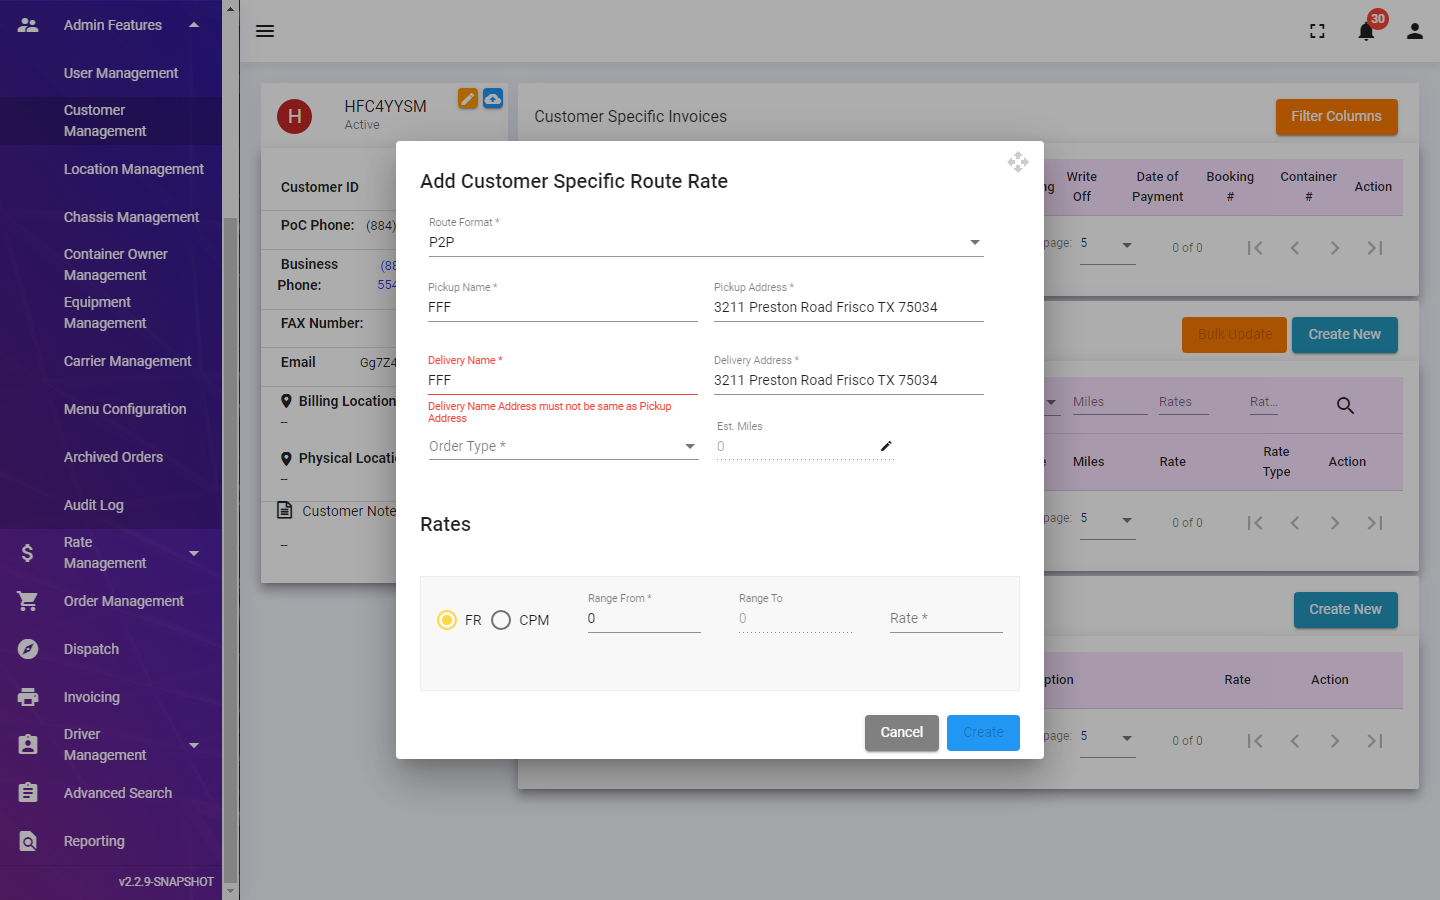 Admin Features
User Management
Customer
Management
Location Management
Chassis Management
Container Owner
Management
Equipment
Management
Carrier Management
Menu Configuration
Archived Orders
Audit Log
Rate
Management
Order Management
Dispatch
Invoicing
Driver
Management
Advanced Search
Reporting
v2.2.9-SNAPSHOT
30
H
HFC4YYSM
Active
Customer ID
PoC Phone: (884)
Business
Phone:
(88
554
FAX Number:
Email Gg7Z4
Billing Location
--
Physical Locati
--
Customer Note
--
Customer Specific Invoices
Filter Columns
ng
Write
Off
Date of
Payment
Booking
#
Container
#
Action
page: 5 0 of 0
Bulk Update
Create New
Miles Rates Rat...
e Miles Rate
Rate
Type
Action
page: 5 0 of 0
Create New
ption Rate Action
page: 5 0 of 0
Add Customer Specific Route Rate
Route Format *
P2P
Pickup Name *
FFF
Pickup Address *
3211 Preston Road Frisco TX 75034
Delivery Name *
FFF
Delivery Name Address must not be same as Pickup
Address
Delivery Address *
3211 Preston Road Frisco TX 75034
Order Type *
Est. Miles
0
Rates
FR CPM
Range From *
0
Range To
0
Rate *
Cancel
Create